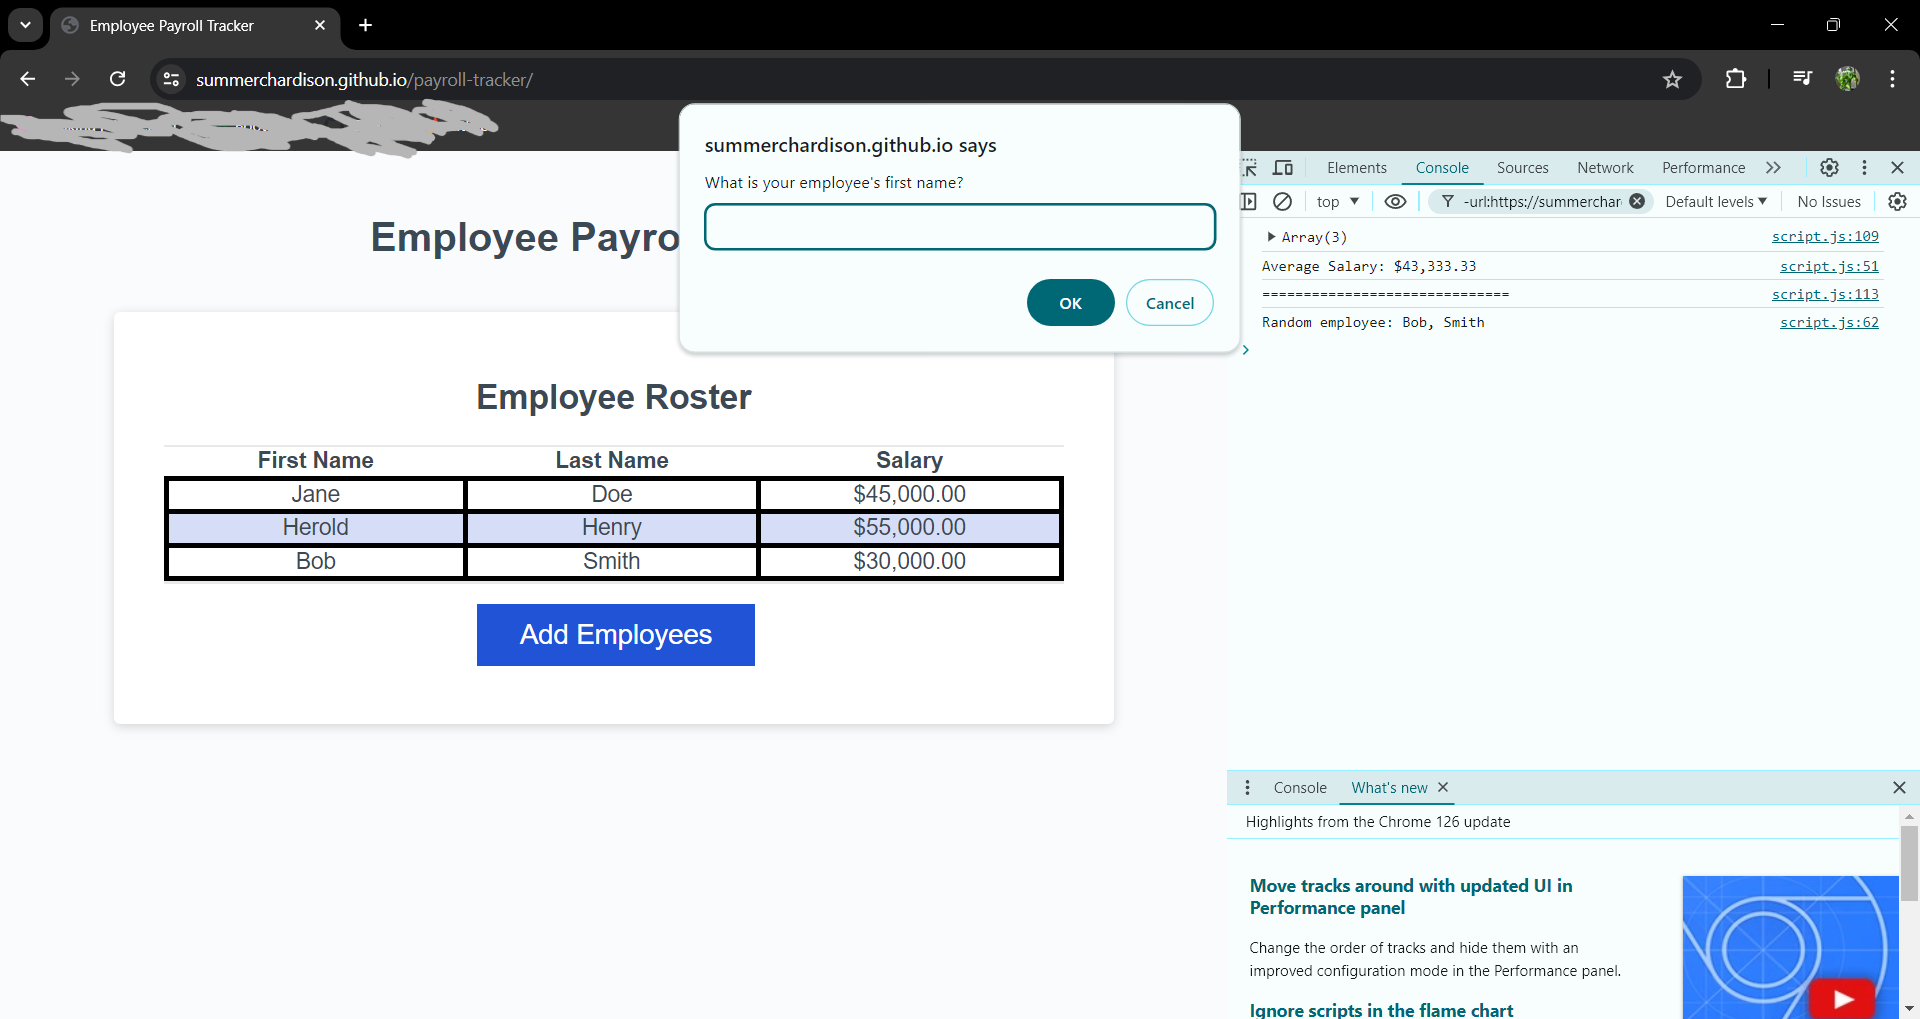 Employee Payroll Tracker
summerchardison.github.io/payroll-tracker/
summerchardison.github.io says
What is your employee's first name?
OK
Cancel
Employee Payro
Employee Roster
First Name Last Name Salary
Jane Doe $45,000.00
Herold Henry $55,000.00
Bob Smith $30,000.00
Add Employees
Elements Console Sources Network Performance
top -url:https://summerchar Default levels No Issues
Array(3) script.js:109
Average Salary: $43,333.33 script.js:51
============================== script.js:113
Random employee: Bob, Smith script.js:62
Console What's new
Highlights from the Chrome 126 update
Move tracks around with updated UI in
Performance panel
Change the order of tracks and hide them with an
improved configuration mode in the Performance panel.
Ignore scripts in the flame chart